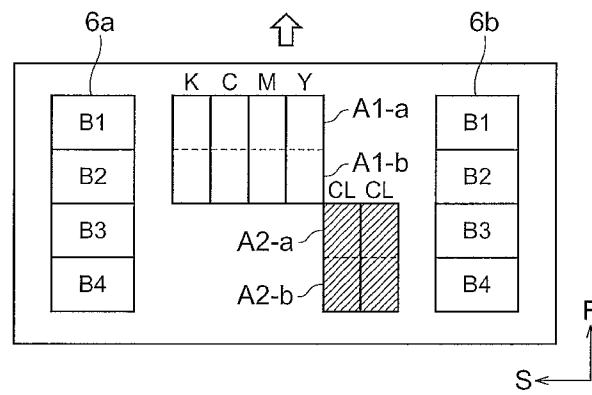 6a 6b
K C M Y
B1 A1-a B1
B2 A1-b B2
CL CL
B3 A2-a B3
B4 A2-b B4
F
S